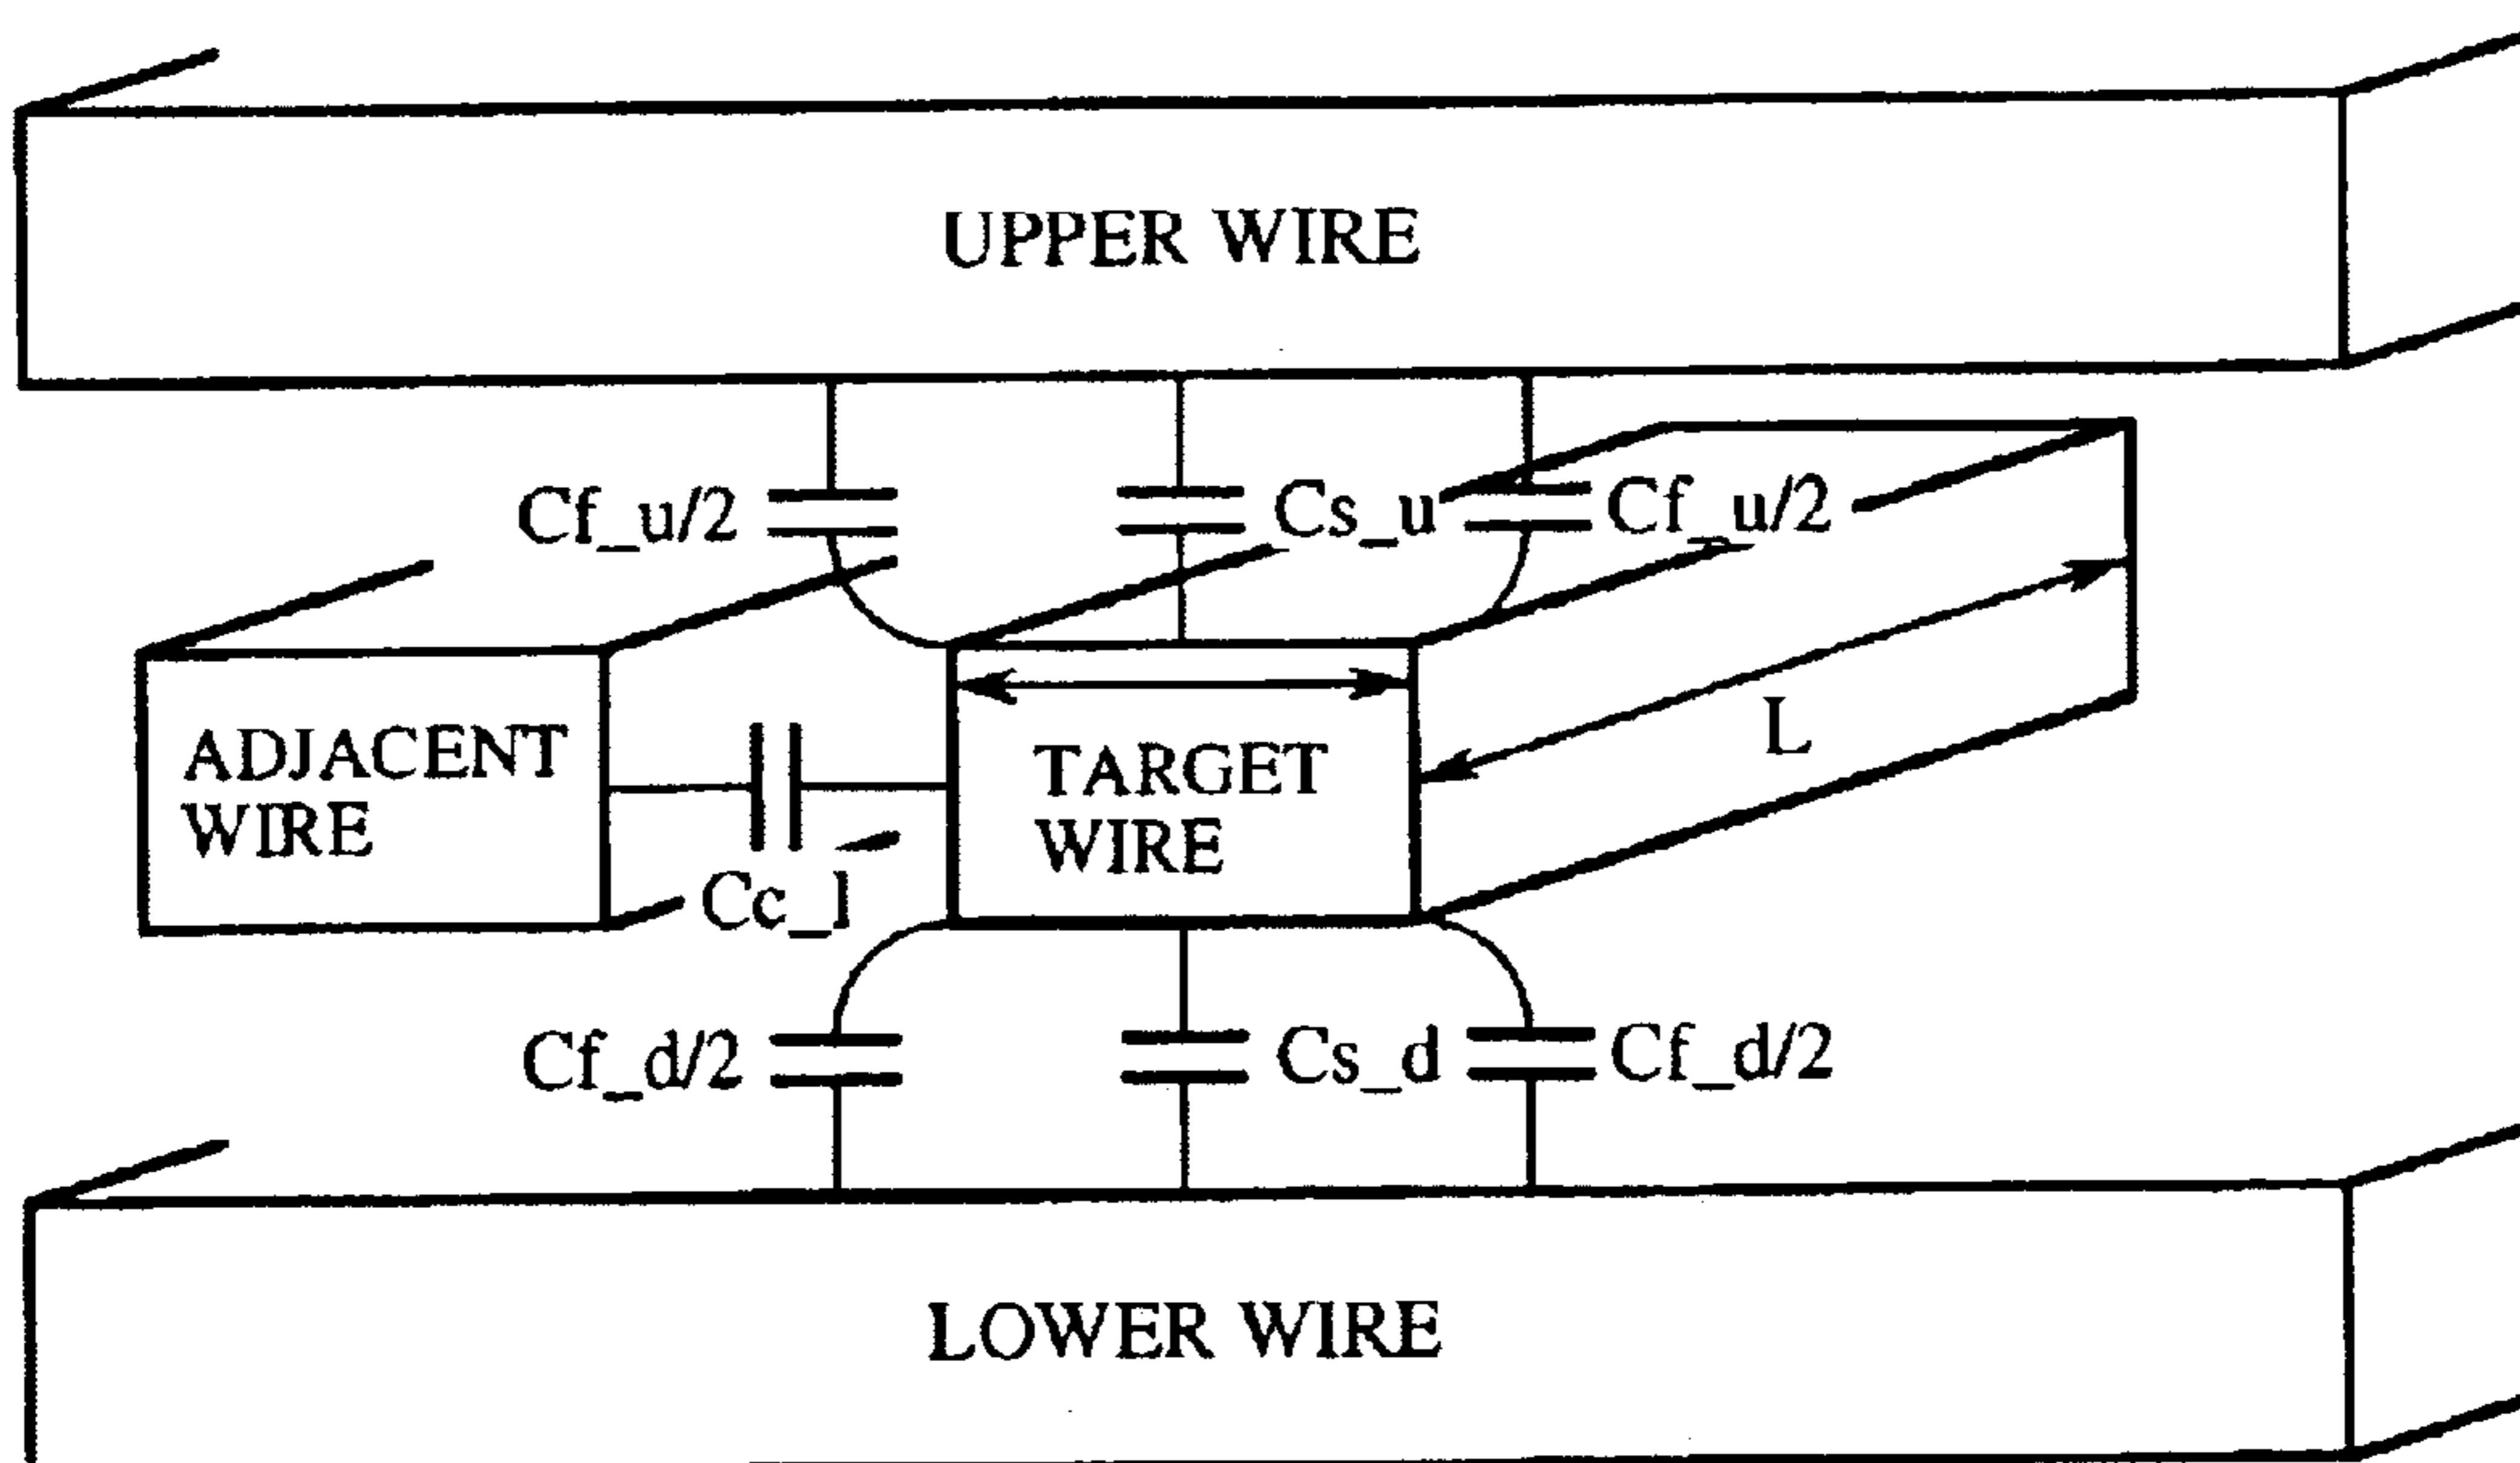 UPPER WIRE
Cf_u/2
Cs_u
Cf_u/2
ADJACENT
WIRE
TARGET
WIRE
L
Cc_l
Cf_d/2
Cs_d
Cf_d/2
LOWER WIRE